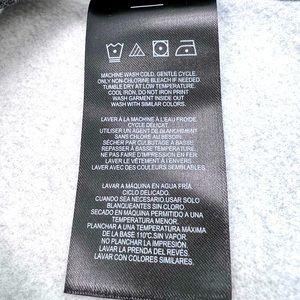 MACHINE WASH COLD, GENTLE CYCLE.
ONLY NON-CHLORINE BLEACH IF NEEDED.
TUMBLE DRY AT LOW TEMPERATURE.
COOL IRON, DO NOT IRON PRINT
WASH GARMENT INSIDE OUT
WASH WITH SIMILAR COLORS.
LAVER À LA MACHINE À L'EAU FROIDE
CYCLE DELICAT
UTILISER UN AGENT DE BLANCHIMENT
SANS CHLORE AU BESOIN
SÉCHER PAR CULBUTAGE A BASSE
REPASSER À BASSE TEMPÉRATURE.
NE PAS FAIRE D'IMPRESSION EN FER
LAVER LE VÊTEMENT À L'ENVERS
LAVER AVEC DES COULEURS SEMBLABLES.
LAVAR A MÁQUINA EN AGUA FRÍA
CICLO DELICADO.
CUANDO SEA NECESARIO.USAR SOLO
BLANQUEANTES SIN CLORO.
SECADO EN MÁQUINA PERMITIDO A UNA
TEMPERATURA MENOR.
PLANCHAR A UNA TEMPERATURA MÁXIMA
DE LA BASE 110°C.SIN VAPOR
NO PLANCHA LA IMPRESIÓN
LAVAR LA PRENDA DEL REVÉS
LAVAR CON COLORES SIMILARES.